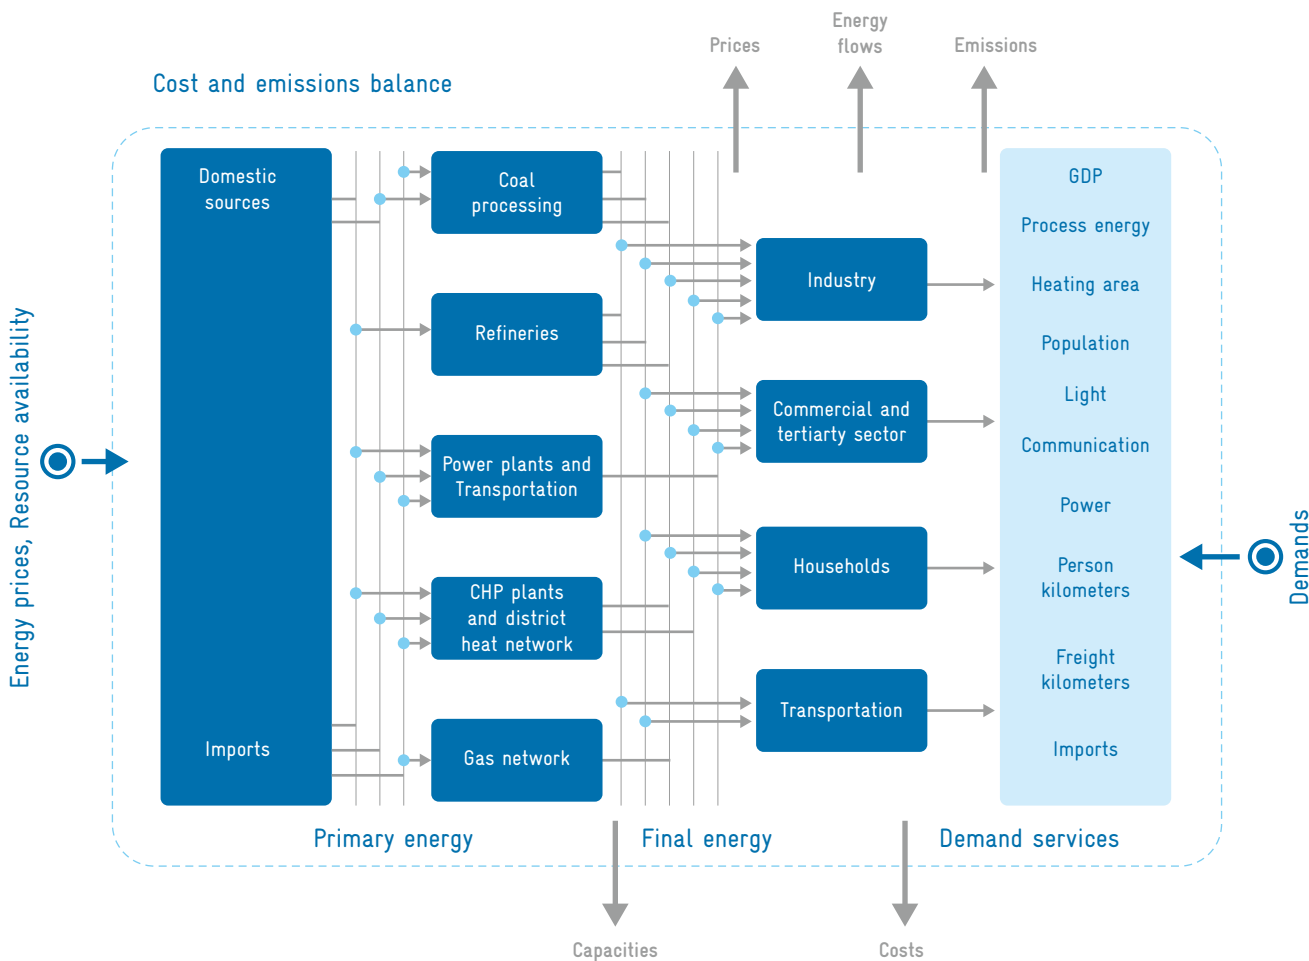 Prices
Energy
flows
Emissions
Cost and emissions balance
Energy prices, Resource availability
Domestic
sources
Imports
Coal
processing
Refineries
Power plants and
Transportation
CHP plants
and district
heat network
Gas network
Industry
Commercial and
tertiarty sector
Households
Transportation
GDP
Process energy
Heating area
Population
Light
Communication
Power
Person
kilometers
Freight
kilometers
Imports
Demands
Primary energy
Final energy
Demand services
Capacities
Costs